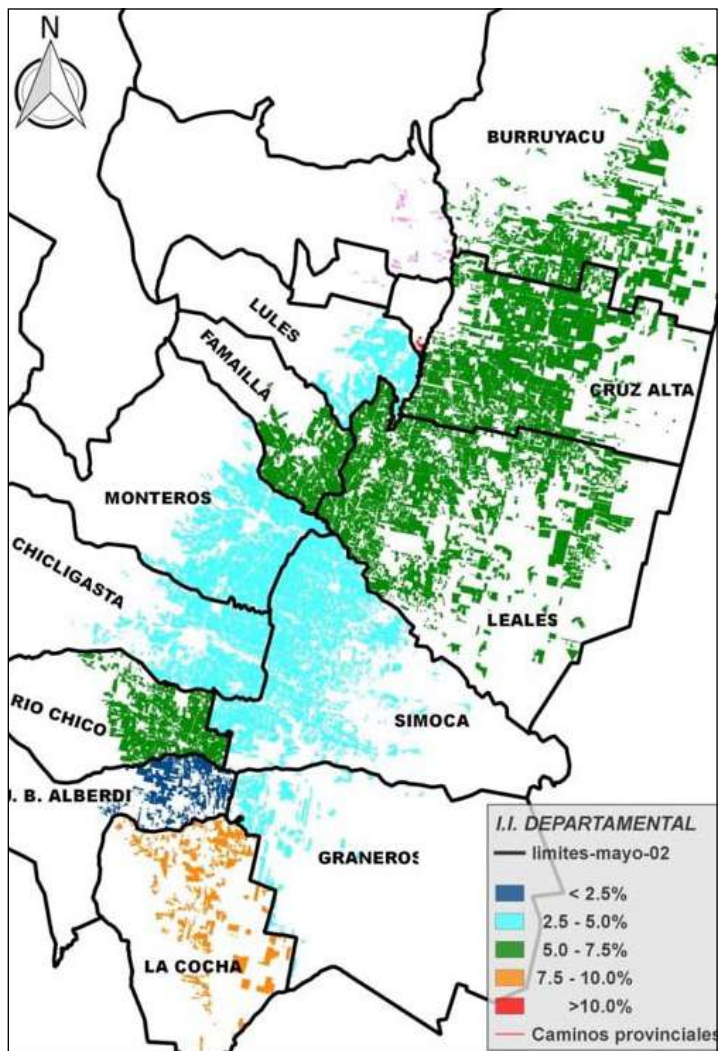 N
BURRUYACU
LULES
FAMAILLÁ
CRUZ ALTA
MONTEROS
CHICLIGASTA
LEALES
RIO CHICO
SIMOCA
J. B. ALBERDI
GRANEROS
LA COCHA
I.I. DEPARTAMENTAL
limites-mayo-02
< 2.5%
2.5 - 5.0%
5.0 - 7.5%
7.5 - 10.0%
>10.0%
Caminos provinciales